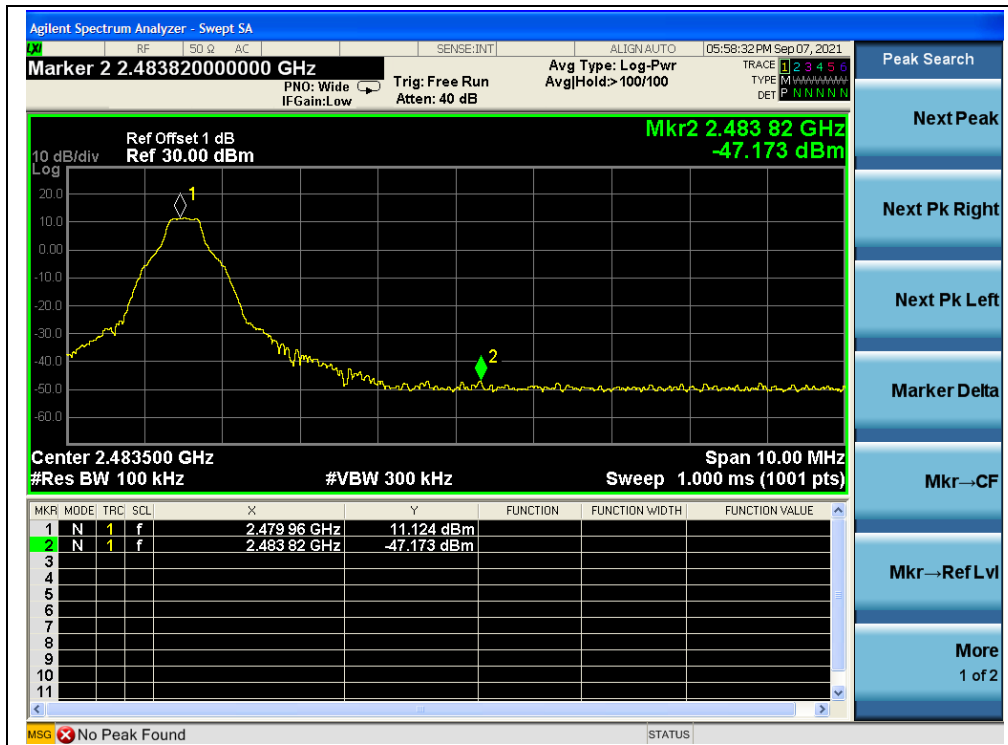 Agilent Spectrum Analyzer - Swept SA
LXI RF 50 Ω AC SENSE:INT ALIGN AUTO 05:58:32 PM Sep 07, 2021
Marker 2 2.483820000000 GHz
PNO: Wide
IFGain:Low
Trig: Free Run
Atten: 40 dB
Avg Type: Log-Pwr
Avg|Hold:>100/100
TRACE 1 2 3 4 5 6
TYPE M WWWWW
DET P N N N N N
Mkr2 2.483 82 GHz
-47.173 dBm
Ref Offset 1 dB
10 dB/div Ref 30.00 dBm
Log
20.0
10.0
0.00
-10.0
-20.0
-30.0
-40.0
-50.0
-60.0
1
2
Center 2.483500 GHz Span 10.00 MHz
#Res BW 100 kHz #VBW 300 kHz Sweep 1.000 ms (1001 pts)
MKR MODE TRC SCL X Y FUNCTION FUNCTION WIDTH FUNCTION VALUE
1 N 1 f 2.479 96 GHz 11.124 dBm
2 N 1 f 2.483 82 GHz -47.173 dBm
3
4
5
6
7
8
9
10
11
MSG No Peak Found STATUS
Peak Search
Next Peak
Next Pk Right
Next Pk Left
Marker Delta
Mkr→CF
Mkr→Ref Lvl
More
1 of 2